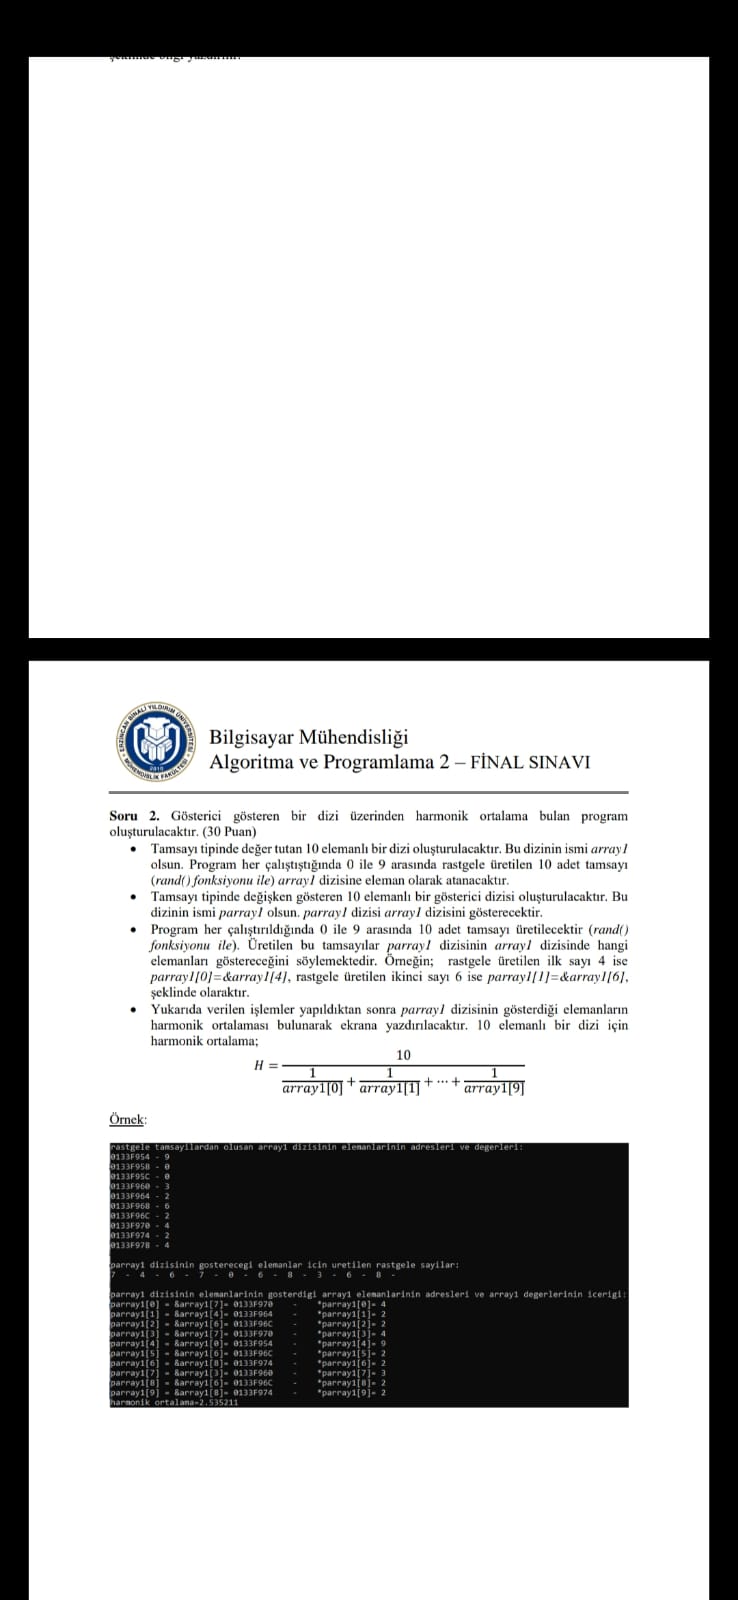 şekilde bilgi yazdırır.
Bilgisayar Mühendisliği
Algoritma ve Programlama 2 – FİNAL SINAVI
ERZİNCAN BİNALİ YILDIRIM ÜNİVERSİTESİ
MÜHENDİSLİK FAKÜLTESİ
2010
Soru 2. Gösterici gösteren bir dizi üzerinden harmonik ortalama bulan program
oluşturulacaktır. (30 Puan)
• Tamsayı tipinde değer tutan 10 elemanlı bir dizi oluşturulacaktır. Bu dizinin ismi array1
olsun. Program her çalıştıştığında 0 ile 9 arasında rastgele üretilen 10 adet tamsayı
(rand() fonksiyonu ile) array1 dizisine eleman olarak atanacaktır.
• Tamsayı tipinde değişken gösteren 10 elemanlı bir gösterici dizisi oluşturulacaktır. Bu
dizinin ismi parray1 olsun. parray1 dizisi array1 dizisini gösterecektir.
• Program her çalıştırıldığında 0 ile 9 arasında 10 adet tamsayı üretilecektir (rand()
fonksiyonu ile). Üretilen bu tamsayılar parray1 dizisinin array1 dizisinde hangi
elemanları göstereceğini söylemektedir. Örneğin; rastgele üretilen ilk sayı 4 ise
parray1[0]=&array1[4], rastgele üretilen ikinci sayı 6 ise parray1[1]=&array1[6],
şeklinde olaraktır.
• Yukarıda verilen işlemler yapıldıktan sonra parray1 dizisinin gösterdiği elemanların
harmonik ortalaması bulunarak ekrana yazdırılacaktır. 10 elemanlı bir dizi için
harmonik ortalama;
10
H =
1 1 1
array1[0] + array1[1] + ⋯ + array1[9]
Örnek:
rastgele tamsayilardan olusan array1 dizisinin elemanlarinin adresleri ve degerleri:
0133F954 - 9
0133F958 - 0
0133F95C - 0
0133F960 - 3
0133F964 - 2
0133F968 - 6
0133F96C - 2
0133F970 - 4
0133F974 - 2
0133F978 - 4
parray1 dizisinin gosterecegi elemanlar icin uretilen rastgele sayilar:
7 - 4 - 6 - 7 - 0 - 6 - 8 - 3 - 6 - 8 -
parray1 dizisinin elemanlarinin gosterdigi array1 elemanlarinin adresleri ve array1 degerlerinin icerigi:
parray1[0] = &array1[7]= 0133F970 - *parray1[0]= 4
parray1[1] = &array1[4]= 0133F964 - *parray1[1]= 2
parray1[2] = &array1[6]= 0133F96C - *parray1[2]= 2
parray1[3] = &array1[7]= 0133F970 - *parray1[3]= 4
parray1[4] = &array1[0]= 0133F954 - *parray1[4]= 9
parray1[5] = &array1[6]= 0133F96C - *parray1[5]= 2
parray1[6] = &array1[8]= 0133F974 - *parray1[6]= 2
parray1[7] = &array1[3]= 0133F960 - *parray1[7]= 3
parray1[8] = &array1[6]= 0133F96C - *parray1[8]= 2
parray1[9] = &array1[8]= 0133F974 - *parray1[9]= 2
harmonik ortalama=2.535211